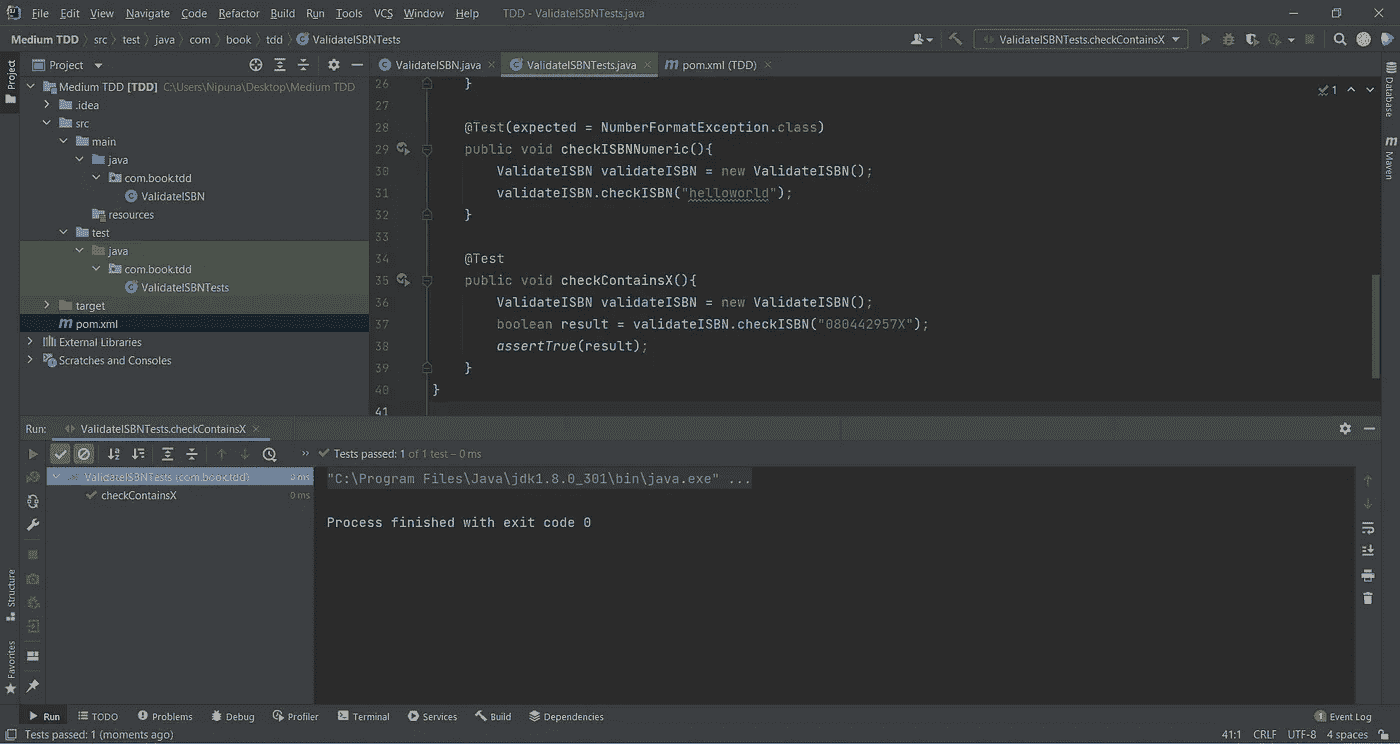 File Edit View Navigate Code Refactor Build Run Tools VCS Window Help TDD - ValidateISBNTests.java
Medium TDD src test java com book tdd ValidateISBNTests ValidateISBNTests.checkContainsX
Project
Project
ValidateISBN.java
ValidateISBNTests.java
pom.xml (TDD)
Medium TDD [TDD] C:\Users\Nipuna\Desktop\Medium TDD
.idea
src
main
java
com.book.tdd
ValidateISBN
resources
test
java
com.book.tdd
ValidateISBNTests
target
pom.xml
External Libraries
Scratches and Consoles
26 }
27
28 @Test(expected = NumberFormatException.class)
29 public void checkISBNNumeric(){
30 ValidateISBN validateISBN = new ValidateISBN();
31 validateISBN.checkISBN("helloworld");
32 }
33
34 @Test
35 public void checkContainsX(){
36 ValidateISBN validateISBN = new ValidateISBN();
37 boolean result = validateISBN.checkISBN("080442957X");
38 assertTrue(result);
39 }
40 }
41
1
Database
Maven
Run: ValidateISBNTests.checkContainsX
Tests passed: 1 of 1 test – 0 ms
ValidateISBNTests (com.book.tdd) 0 ms
checkContainsX 0 ms
"C:\Program Files\Java\jdk1.8.0_301\bin\java.exe" ...
Process finished with exit code 0
Structure
Favorites
Run TODO Problems Debug Profiler Terminal Services Build Dependencies 1 Event Log
Tests passed: 1 (moments ago) 41:1 CRLF UTF-8 4 spaces